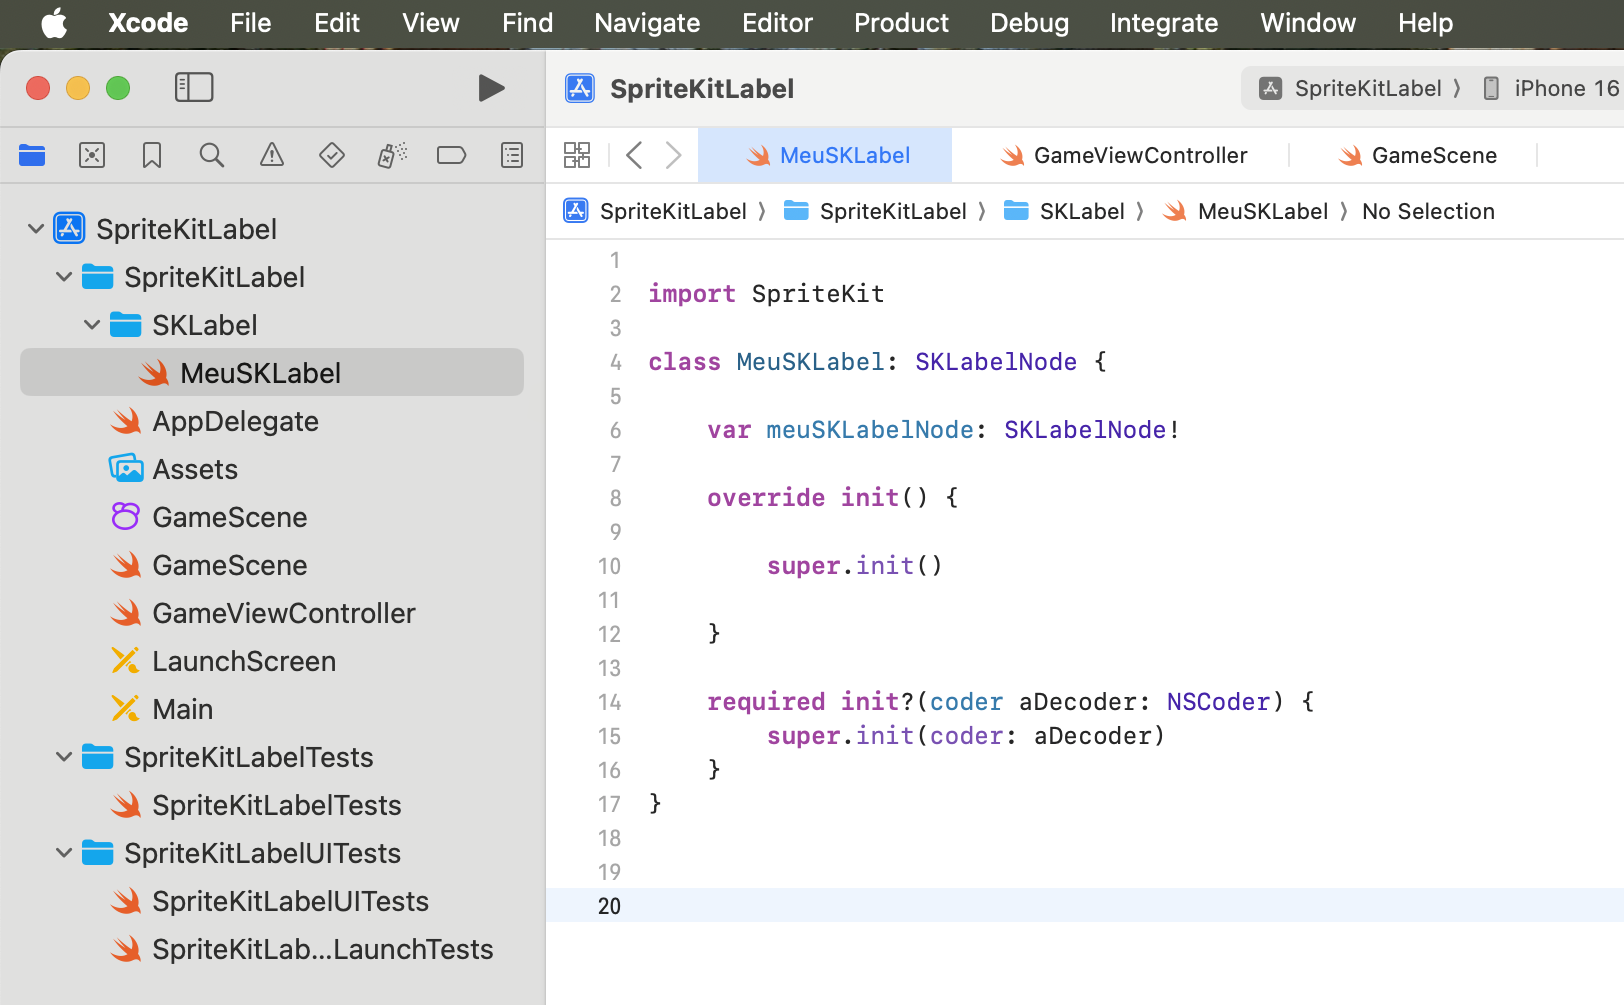 Xcode File Edit View Find Navigate Editor Product Debug Integrate Window Help
SpriteKitLabel
SpriteKitLabel 〉 iPhone 16
MeuSKLabel
GameViewController
GameScene
SpriteKitLabel 〉 SpriteKitLabel 〉 SKLabel 〉 MeuSKLabel 〉 No Selection
SpriteKitLabel
SpriteKitLabel
SKLabel
MeuSKLabel
AppDelegate
Assets
GameScene
GameScene
GameViewController
LaunchScreen
Main
SpriteKitLabelTests
SpriteKitLabelTests
SpriteKitLabelUITests
SpriteKitLabelUITests
SpriteKitLab...LaunchTests
1
2 import SpriteKit
3
4 class MeuSKLabel: SKLabelNode {
5
6 var meuSKLabelNode: SKLabelNode!
7
8 override init() {
9
10 super.init()
11
12 }
13
14 required init?(coder aDecoder: NSCoder) {
15 super.init(coder: aDecoder)
16 }
17 }
18
19
20